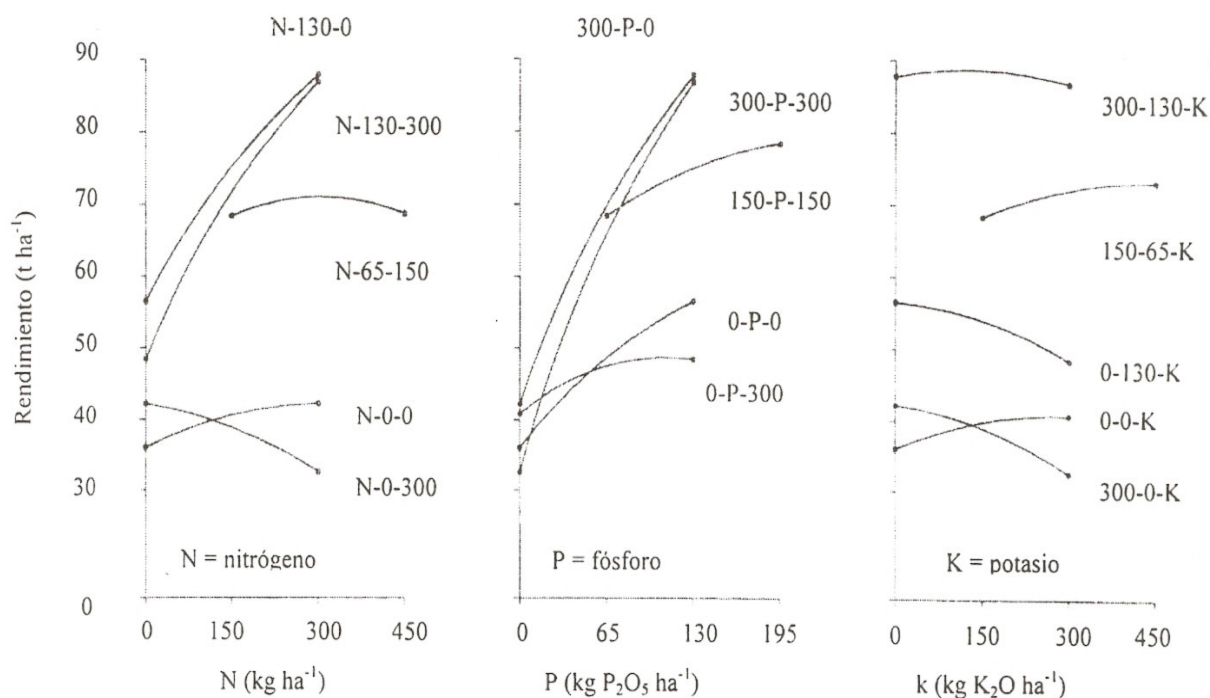 N-130-0
300-P-0
Rendimiento (t ha⁻¹)
90
80
70
60
50
40
30
0
N-130-300
N-65-150
N-0-0
N-0-300
N = nitrógeno
0 150 300 450
N (kg ha⁻¹)
300-P-300
150-P-150
0-P-0
0-P-300
P = fósforo
0 65 130 195
P (kg P₂O₅ ha⁻¹)
300-130-K
150-65-K
0-130-K
0-0-K
300-0-K
K = potasio
0 150 300 450
k (kg K₂O ha⁻¹)